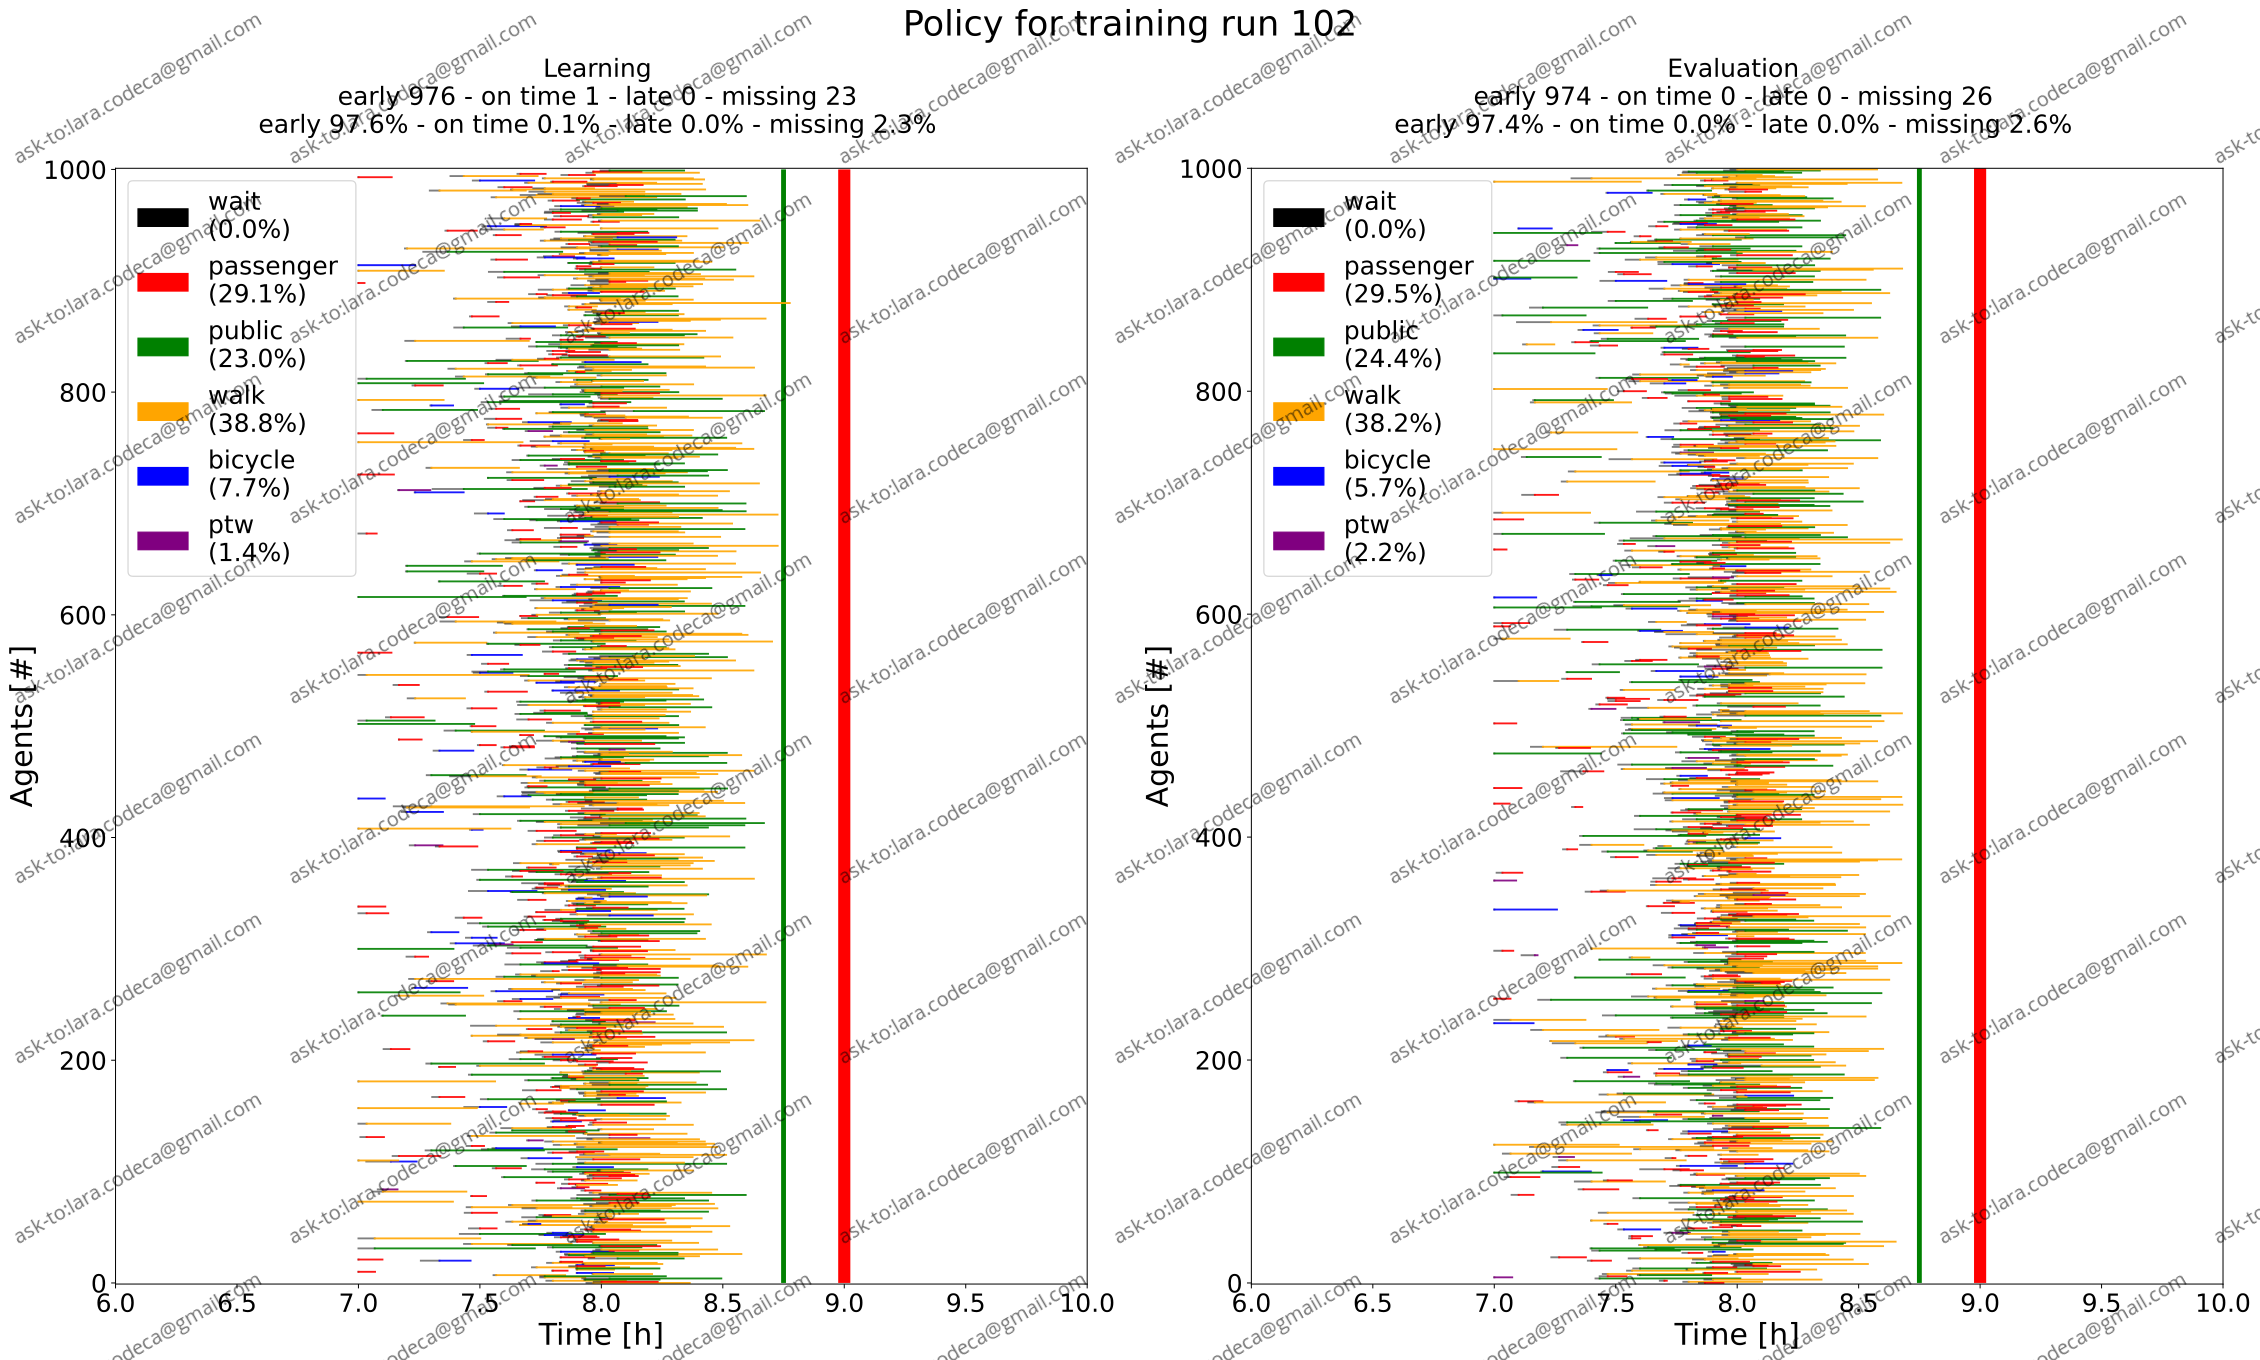 Policy for training run 102
Learning
early 976 - on time 1 - late 0 - missing 23
early 97.6% - on time 0.1% - late 0.0% - missing 2.3%
Agents [#]
1000
800
600
400
200
0
wait
(0.0%)
passenger
(29.1%)
public
(23.0%)
walk
(38.8%)
bicycle
(7.7%)
ptw
(1.4%)
6.0 6.5 7.0 7.5 8.0 8.5 9.0 9.5 10.0
Time [h]
Evaluation
early 974 - on time 0 - late 0 - missing 26
early 97.4% - on time 0.0% - late 0.0% - missing 2.6%
Agents [#]
1000
800
600
400
200
0
wait
(0.0%)
passenger
(29.5%)
public
(24.4%)
walk
(38.2%)
bicycle
(5.7%)
ptw
(2.2%)
6.0 6.5 7.0 7.5 8.0 8.5 9.0 9.5 10.0
Time [h]
ask-to:lara.codeca@gmail.com